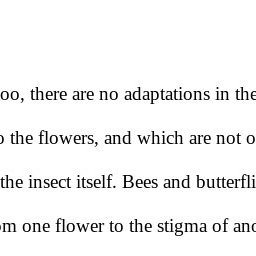 oo, there are no adaptations in the
the flowers, and which are not
the insect itself. Bees and butterfli
om one flower to the stigma of